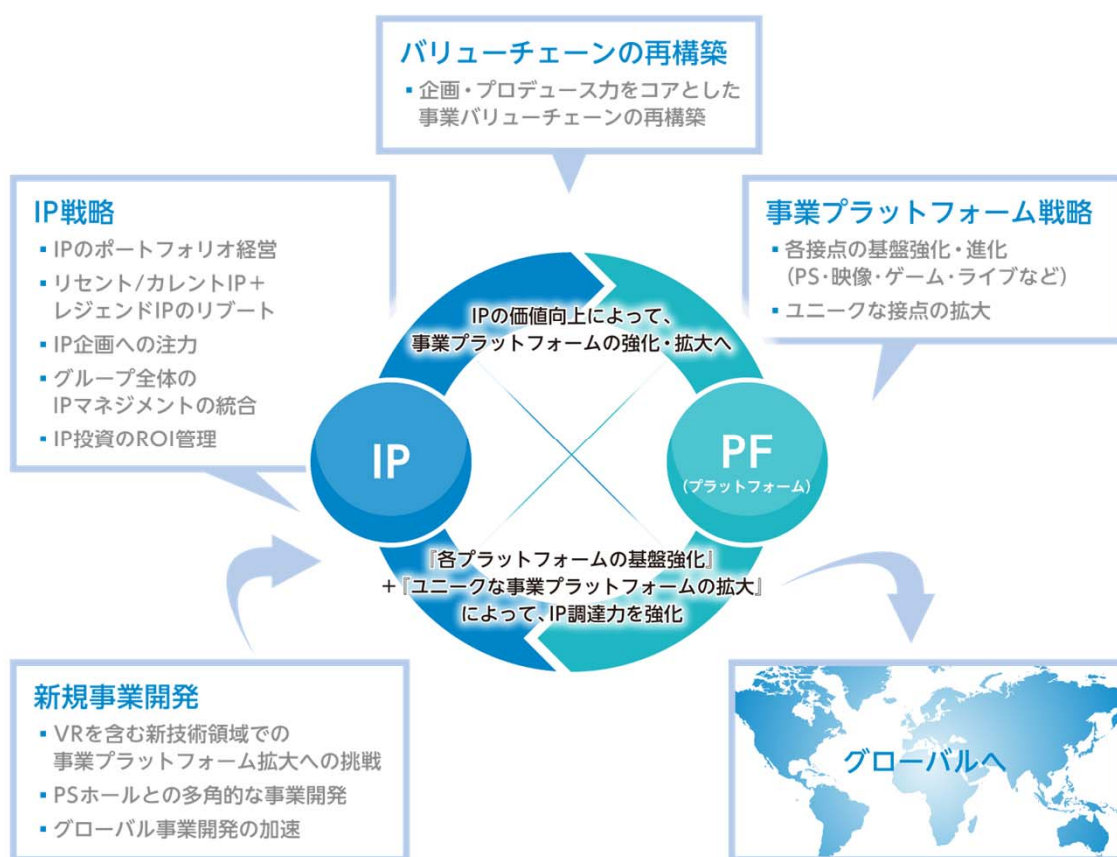 バリューチェーンの再構築
▪ 企画・プロデュース力をコアとした
事業バリューチェーンの再構築
IP戦略
▪ IPのポートフォリオ経営
▪ リセント/カレントIP＋
レジェンドIPのリブート
▪ IP企画への注力
▪ グループ全体の
IPマネジメントの統合
▪ IP投資のROI管理
事業プラットフォーム戦略
▪ 各接点の基盤強化・進化
（PS・映像・ゲーム・ライブなど）
▪ ユニークな接点の拡大
IPの価値向上によって、
事業プラットフォームの強化・拡大へ
IP
PF
（プラットフォーム）
『各プラットフォームの基盤強化』
＋『ユニークな事業プラットフォームの拡大』
によって、IP調達力を強化
新規事業開発
▪ VRを含む新技術領域での
事業プラットフォーム拡大への挑戦
▪ PSホールとの多角的な事業開発
▪ グローバル事業開発の加速
グローバルへ